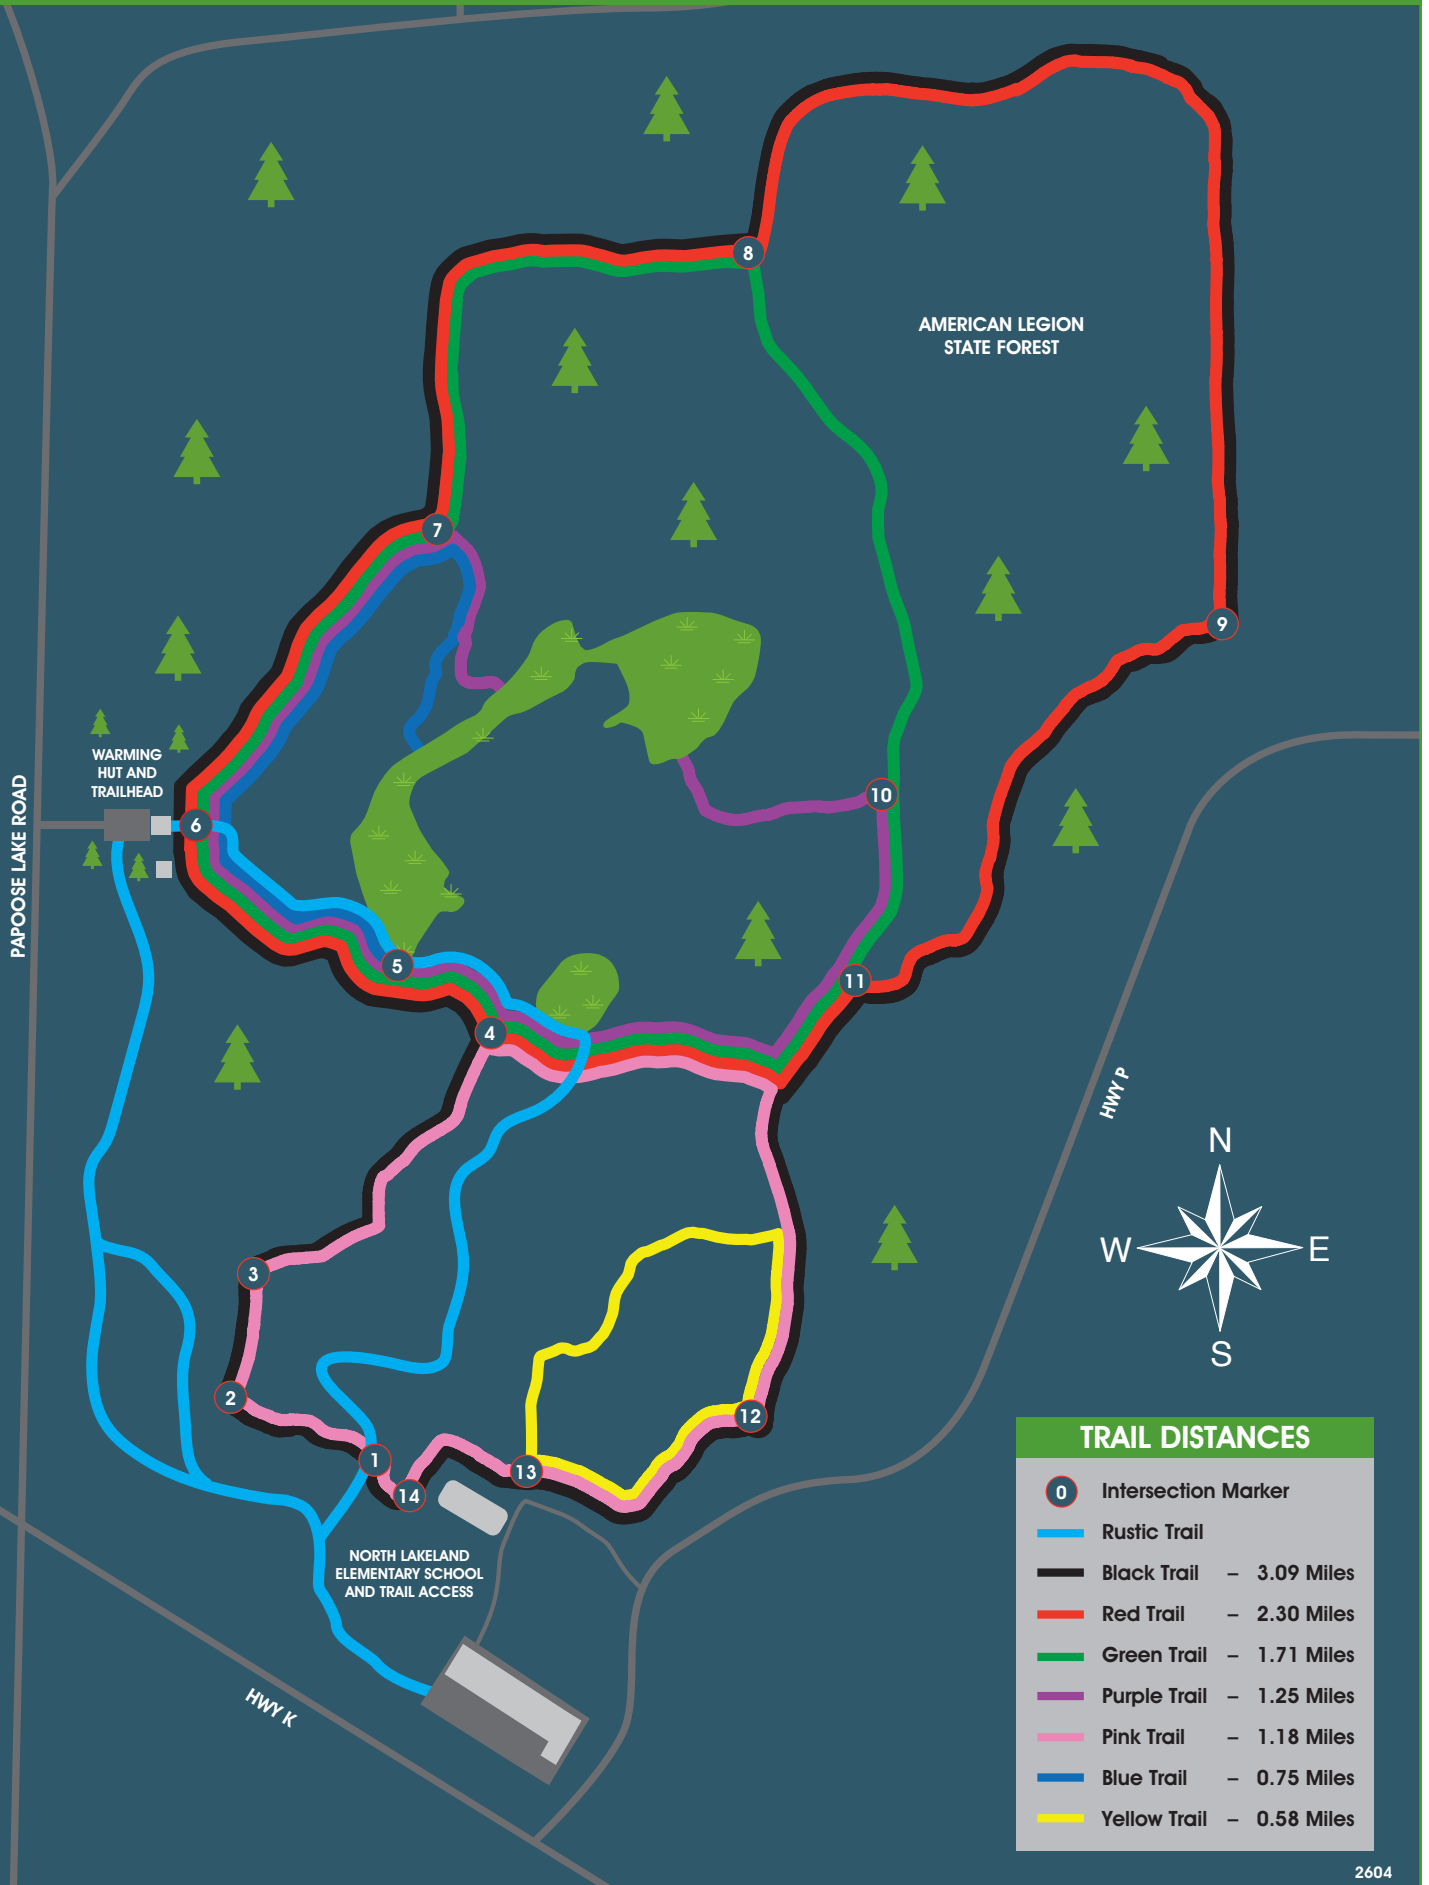 8
AMERICAN LEGION
STATE FOREST
7
9
WARMING
HUT AND
TRAILHEAD
PAPOOSE LAKE ROAD
6
10
5
11
4
HWY P
N
W
E
S
3
2
12
1
13
14
NORTH LAKELAND
ELEMENTARY SCHOOL
AND TRAIL ACCESS
HWY K
TRAIL DISTANCES
0 Intersection Marker
Rustic Trail
Black Trail – 3.09 Miles
Red Trail – 2.30 Miles
Green Trail – 1.71 Miles
Purple Trail – 1.25 Miles
Pink Trail – 1.18 Miles
Blue Trail – 0.75 Miles
Yellow Trail – 0.58 Miles
2604